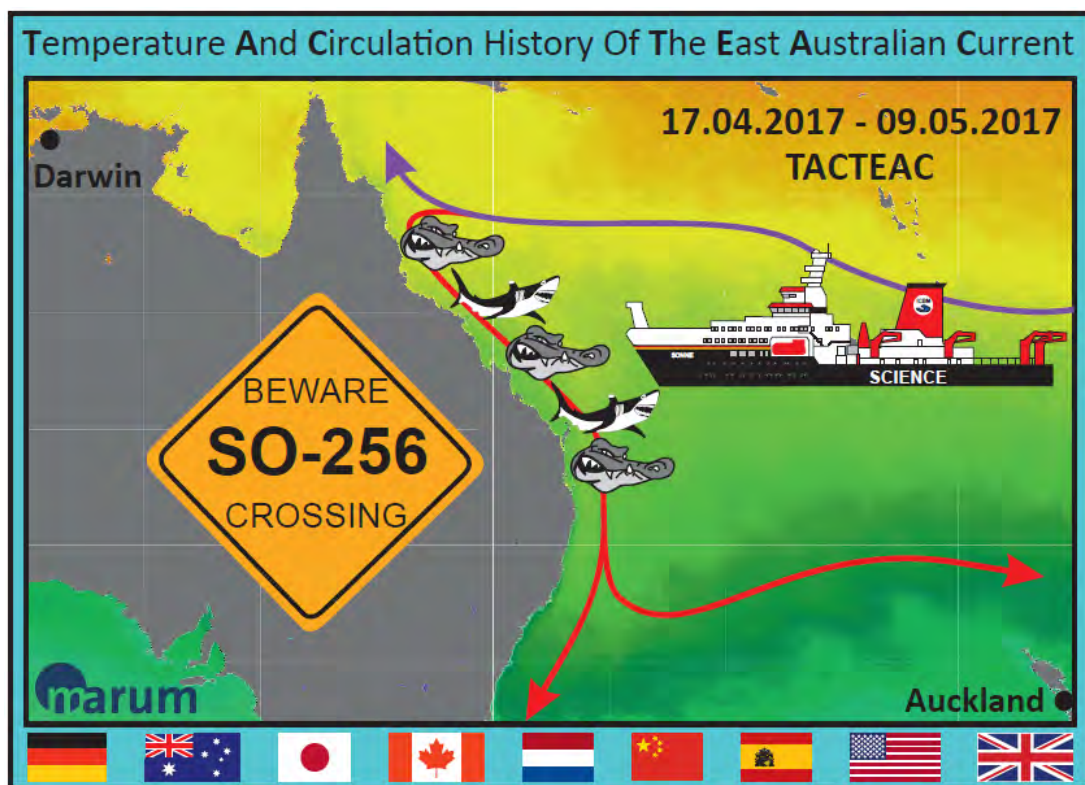 Temperature And Circulation History Of The East Australian Current
17.04.2017 - 09.05.2017
TACTEAC
Darwin
BEWARE
SO-256
CROSSING
SONNE
SCIENCE
marum
Auckland